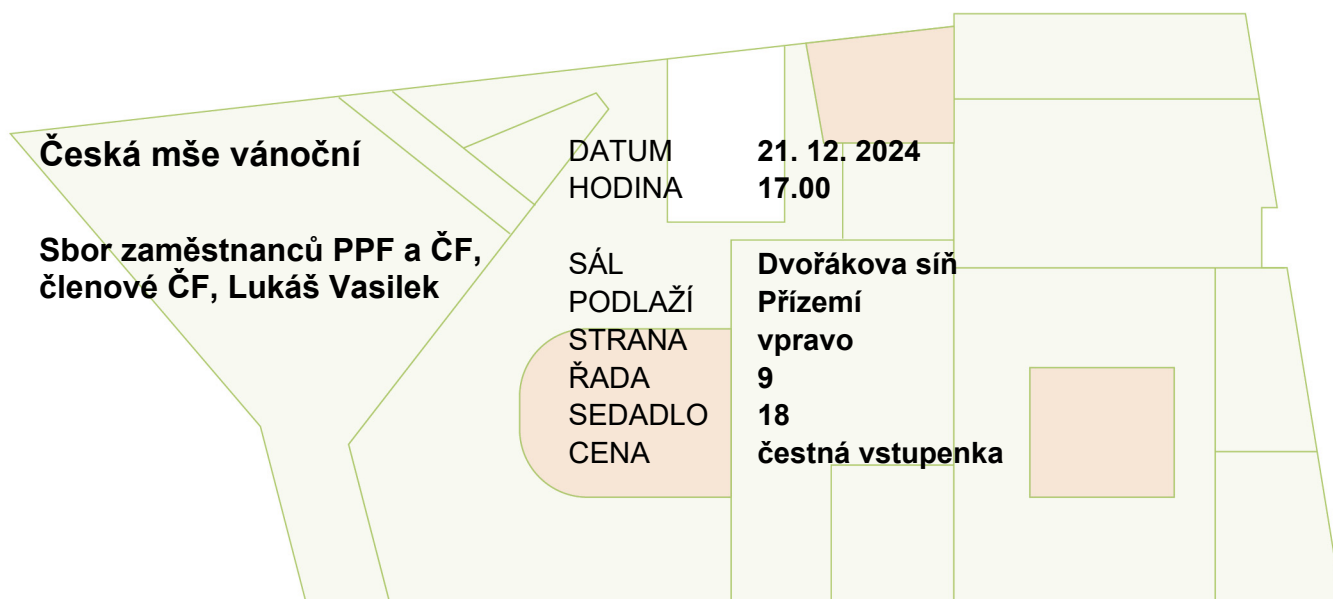 Česká mše vánoční
Sbor zaměstnanců PPF a ČF,
členové ČF, Lukáš Vasilek
DATUM 21. 12. 2024
HODINA 17.00
SÁL Dvořákova síň
PODLAŽÍ Přízemí
STRANA vpravo
ŘADA 9
SEDADLO 18
CENA čestná vstupenka